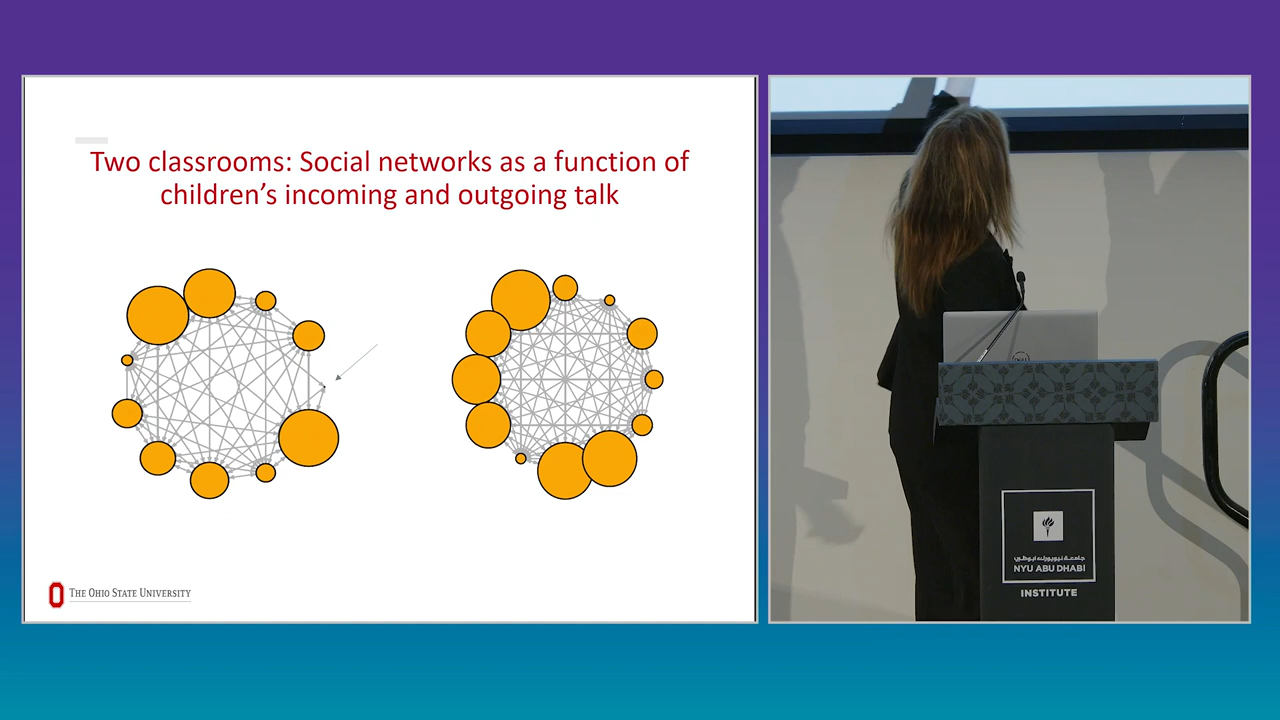 Two classrooms: Social networks as a function of
children's incoming and outgoing talk
THE OHIO STATE UNIVERSITY
DELL
جامعة نيويورك أبوظبي
NYU ABU DHABI
INSTITUTE